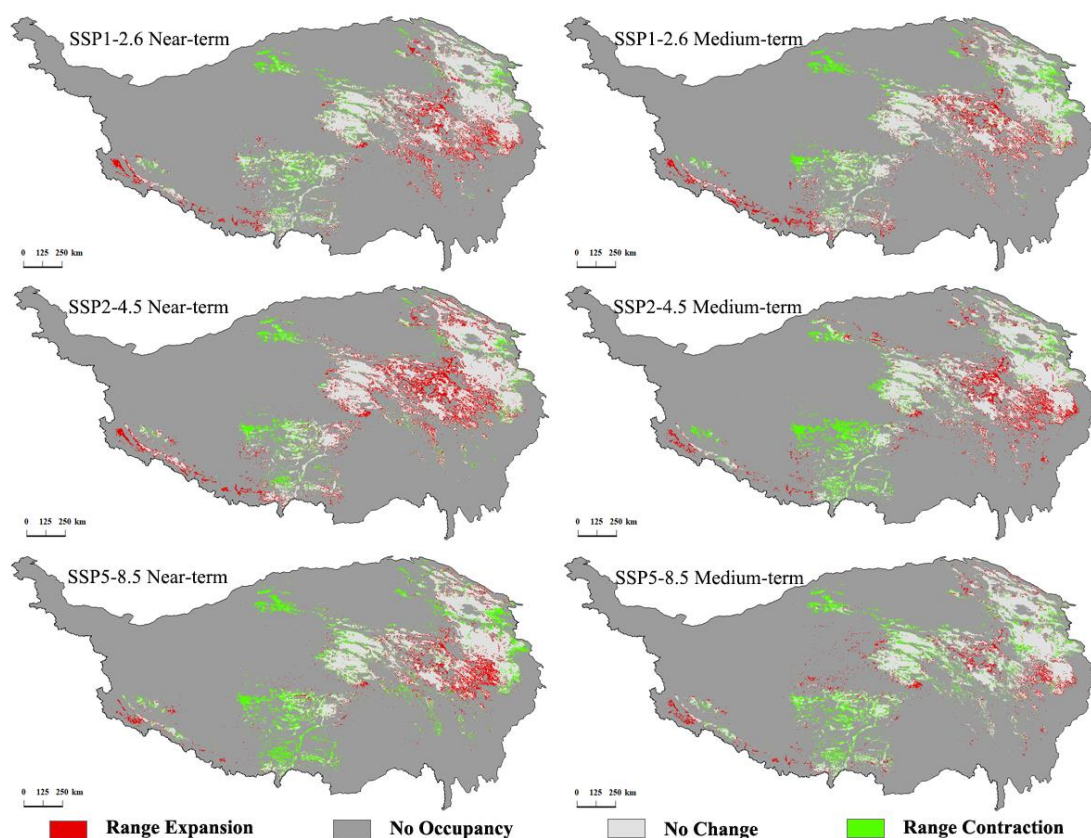 SSP1-2.6 Near-term
SSP1-2.6 Medium-term
0 125 250 km
0 125 250 km
SSP2-4.5 Near-term
SSP2-4.5 Medium-term
0 125 250 km
0 125 250 km
SSP5-8.5 Near-term
SSP5-8.5 Medium-term
0 125 250 km
0 125 250 km
Range Expansion
No Occupancy
No Change
Range Contraction